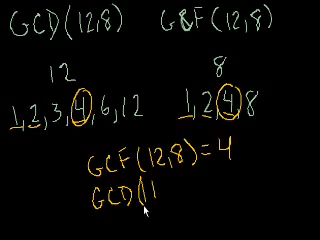 GCD(12,8) GCF(12,8)
12 8
1,2,3,4,6,12 1,2,4,8
GCF(12,8)=4
GCD(1